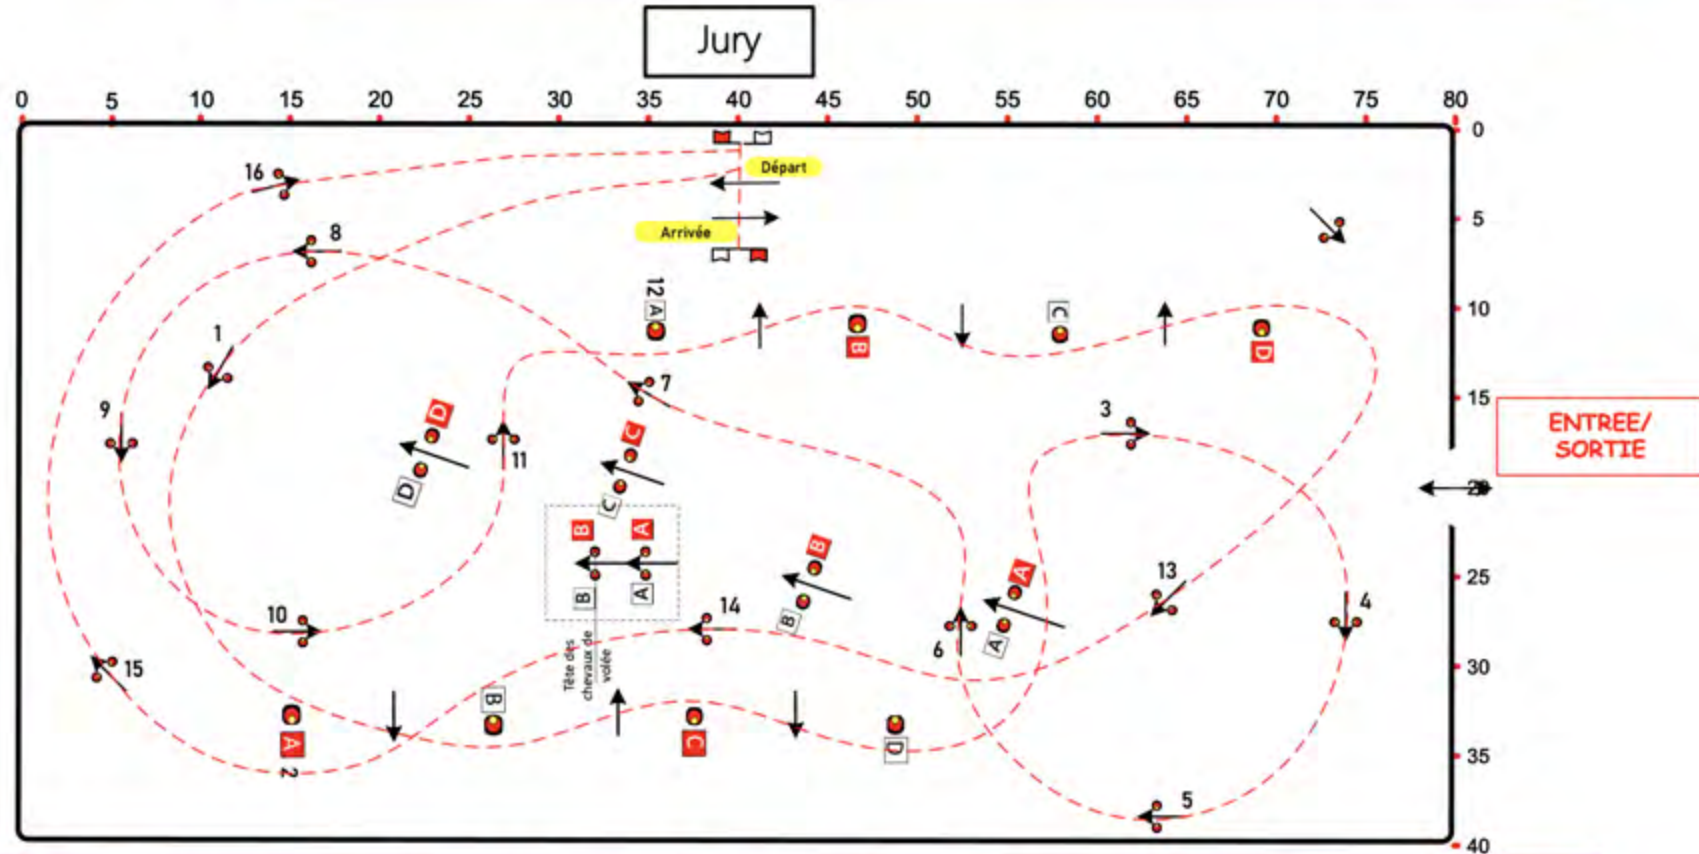 Jury
0 5 10 15 20 25 30 35 40 45 50 55 60 65 70 75 80
0
Départ
16
8
5
Arrivée
12 A
C
10
1
B
D
7
15
9
D
C
3
ENTREE/
SORTIE
11
D
C
20
B
A
B
A
13
25
B
A
10
14
B
4
6
A
Tête des
chevaux de
volée
15
30
B
A
C
D
2
35
5
40